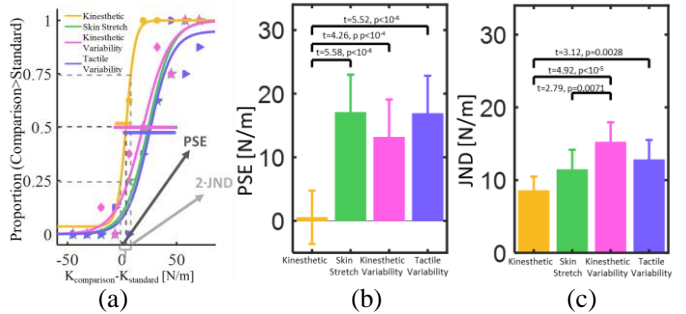 Kinesthetic
Skin Stretch
Kinesthetic
Variability
Tactile
Variability
Proportion (Comparison>Standard)
1
0.75
0.5
0.25
0
PSE
2·JND
-50
0
50
K comparison-K standard [N/m]
(a)
PSE [N/m]
30
20
10
0
t=5.52, p<10-6
t=4.26, p p<10-4
t=5.58, p<10-6
Kinesthetic
Skin
Stretch
Kinesthetic
Variability
Tactile
Variability
(b)
JND [N/m]
30
20
10
0
t=3.12, p=0.0028
t=4.92, p<10-5
t=2.79, p=0.0071
Kinesthetic
Skin
Stretch
Kinesthetic
Variability
Tactile
Variability
(c)